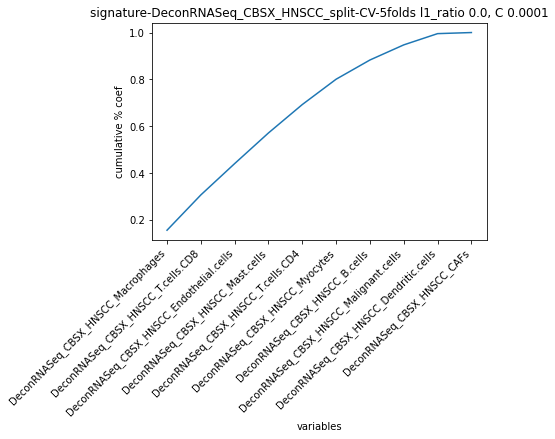 signature-DeconRNASeq_CBSX_HNSCC_split-CV-5folds l1_ratio 0.0, C 0.0001
cumulative % coef
1.0
0.8
0.6
0.4
0.2
DeconRNASeq_CBSX_HNSCC_Macrophages
DeconRNASeq_CBSX_HNSCC_T.cells.CD8
DeconRNASeq_CBSX_HNSCC_Endothelial.cells
DeconRNASeq_CBSX_HNSCC_Mast.cells
DeconRNASeq_CBSX_HNSCC_T.cells.CD4
DeconRNASeq_CBSX_HNSCC_Myocytes
DeconRNASeq_CBSX_HNSCC_B.cells
DeconRNASeq_CBSX_HNSCC_Malignant.cells
DeconRNASeq_CBSX_HNSCC_Dendritic.cells
DeconRNASeq_CBSX_HNSCC_CAFs
variables